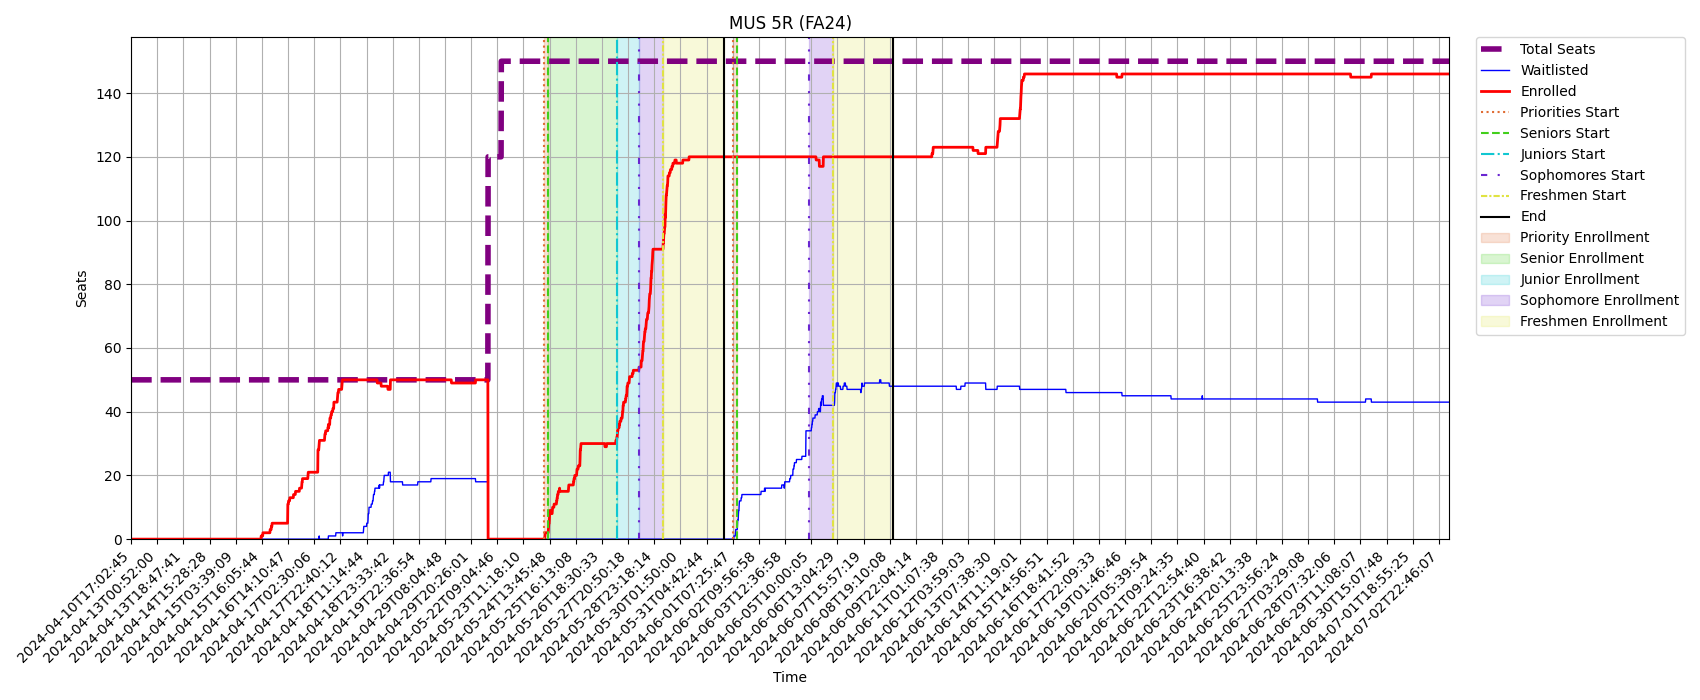 MUS 5R (FA24)
Seats
140
120
100
80
60
40
20
0
2024-04-10T17:02:45
2024-04-13T00:52:00
2024-04-13T18:47:41
2024-04-14T15:28:28
2024-04-15T03:39:09
2024-04-15T16:05:44
2024-04-16T14:10:47
2024-04-17T02:30:06
2024-04-17T22:40:12
2024-04-18T11:14:44
2024-04-18T23:33:42
2024-04-19T22:36:54
2024-04-29T08:04:48
2024-04-29T20:26:01
2024-05-22T09:04:46
2024-05-23T11:18:10
2024-05-24T13:45:48
2024-05-25T16:13:08
2024-05-26T18:30:33
2024-05-27T20:50:18
2024-05-28T23:18:14
2024-05-30T01:50:00
2024-05-31T04:42:44
2024-06-01T07:25:47
2024-06-02T09:56:58
2024-06-03T12:36:58
2024-06-05T10:00:05
2024-06-06T13:04:29
2024-06-07T15:57:19
2024-06-08T19:10:08
2024-06-09T22:04:14
2024-06-11T01:07:38
2024-06-12T03:59:03
2024-06-13T07:38:30
2024-06-14T11:19:01
2024-06-15T14:56:51
2024-06-16T18:41:52
2024-06-17T22:09:33
2024-06-19T01:46:46
2024-06-20T05:39:54
2024-06-21T09:24:35
2024-06-22T12:54:40
2024-06-23T16:38:42
2024-06-24T20:13:38
2024-06-25T23:56:24
2024-06-27T03:29:08
2024-06-28T07:32:06
2024-06-29T11:08:07
2024-06-30T15:07:48
2024-07-01T18:55:25
2024-07-02T22:46:07
Time
Total Seats
Waitlisted
Enrolled
Priorities Start
Seniors Start
Juniors Start
Sophomores Start
Freshmen Start
End
Priority Enrollment
Senior Enrollment
Junior Enrollment
Sophomore Enrollment
Freshmen Enrollment